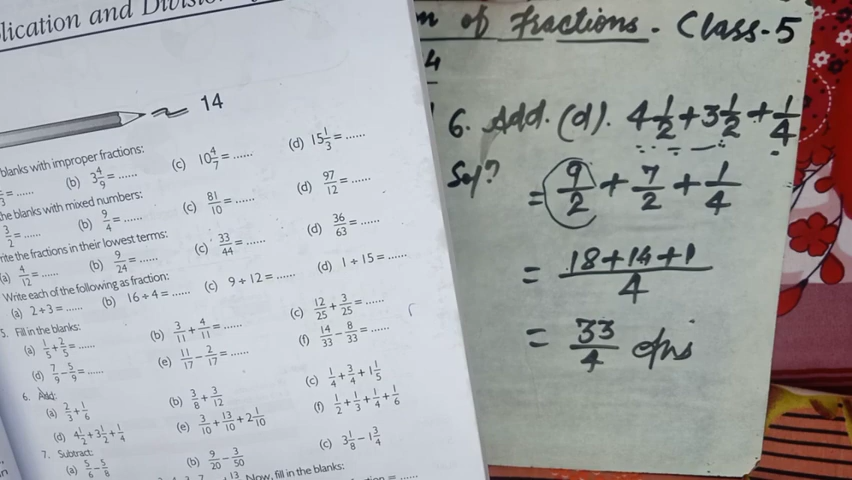 lication and Divisi
14
blanks with improper fractions:
3 = ...... (b) 3 4/9 = ...... (c) 10 4/7 = ...... (d) 15 1/3 = ......
he blanks with mixed numbers:
3/2 = ...... (b) 9/4 = ...... (c) 81/10 = ...... (d) 97/12 = ......
rite the fractions in their lowest terms:
(a) 4/12 = ...... (b) 9/24 = ...... (c) 33/44 = ...... (d) 36/63 = ......
Write each of the following as fraction:
(a) 2 ÷ 3 = ...... (b) 16 ÷ 4 = ...... (c) 9 ÷ 12 = ...... (d) 1 ÷ 15 = ......
5. Fill in the blanks:
(a) 1/5 + 2/5 = ...... (b) 3/11 + 4/11 = ...... (c) 12/25 + 3/25 = ......
(d) 7/9 - 5/9 = ...... (e) 11/17 - 2/17 = ...... (f) 14/33 - 8/33 = ......
6. Add:
(a) 2/3 + 1/6 (b) 3/8 + 3/12 (c) 1/4 + 3/4 + 1 1/5
(d) 4 1/2 + 3 1/2 + 1/4 (e) 3/10 + 13/10 + 2 1/10 (f) 1/2 + 1/3 + 1/4 + 1/6
7. Subtract:
(a) 5/6 - 5/8 (b) 9/20 - 3/50 (c) 3 1/8 - 1 3/4
Now, fill in the blanks:
n of Fractions. Class-5
4
6. Add. (d). 4 1/2 + 3 1/2 + 1/4
Sol?
= 9/2 + 7/2 + 1/4
= 18+14+1/4
= 33/4 Ans